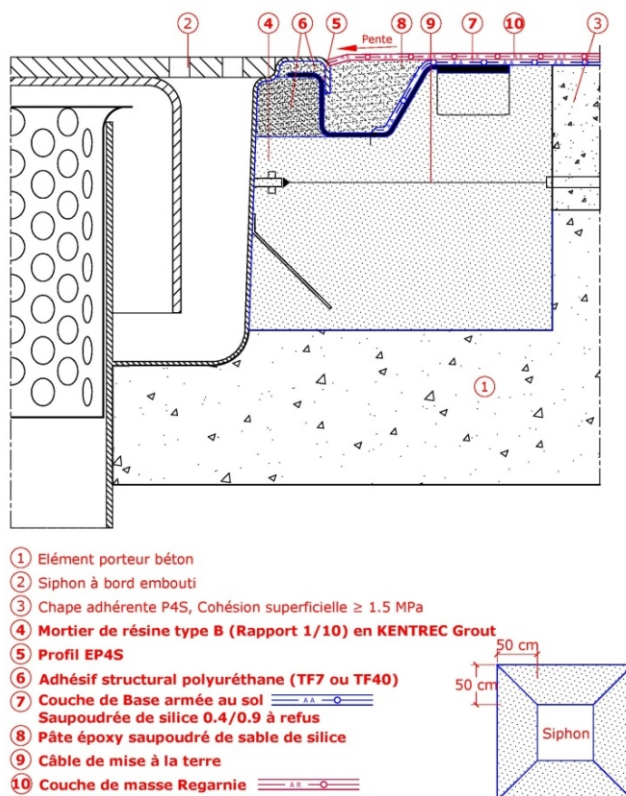 2 4 6 5 8 9 7 10 3
Pente
1
1 Elément porteur béton
2 Siphon à bord embouti
3 Chape adhérente P4S, Cohésion superficielle ≥ 1.5 MPa
4 Mortier de résine type B (Rapport 1/10) en KENTREC Grout
5 Profil EP4S
6 Adhésif structural polyuréthane (TF7 ou TF40)
7 Couche de Base armée au sol A A
Saupoudrée de silice 0.4/0.9 à refus
8 Pâte époxy saupoudré de sable de silice
9 Câble de mise à la terre
10 Couche de masse Regarnie A R
50 cm
50 cm
Siphon